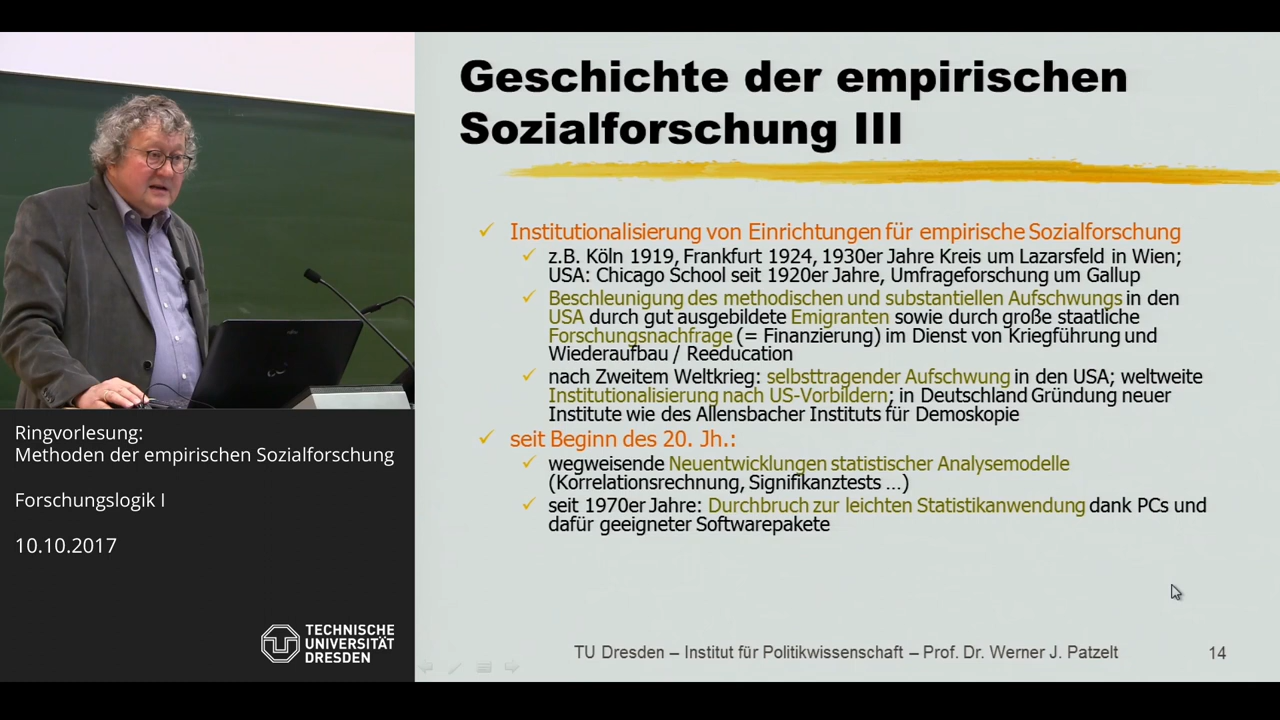 Geschichte der empirischen
Sozialforschung III
Institutionalisierung von Einrichtungen für empirische Sozialforschung
z.B. Köln 1919, Frankfurt 1924, 1930er Jahre Kreis um Lazarsfeld in Wien;
USA: Chicago School seit 1920er Jahre, Umfrageforschung um Gallup
Beschleunigung des methodischen und substantiellen Aufschwungs in den
USA durch gut ausgebildete Emigranten sowie durch große staatliche
Forschungsnachfrage (= Finanzierung) im Dienst von Kriegführung und
Wiederaufbau / Reeducation
nach Zweitem Weltkrieg: selbsttragender Aufschwung in den USA; weltweite
Institutionalisierung nach US-Vorbildern; in Deutschland Gründung neuer
Institute wie des Allensbacher Instituts für Demoskopie
seit Beginn des 20. Jh.:
wegweisende Neuentwicklungen statistischer Analysemodelle
(Korrelationsrechnung, Signifikanztests ...)
seit 1970er Jahre: Durchbruch zur leichten Statistikanwendung dank PCs und
dafür geeigneter Softwarepakete
TU Dresden – Institut für Politikwissenschaft – Prof. Dr. Werner J. Patzelt
14
Ringvorlesung:
Methoden der empirischen Sozialforschung
Forschungslogik I
10.10.2017
TECHNISCHE
UNIVERSITÄT
DRESDEN